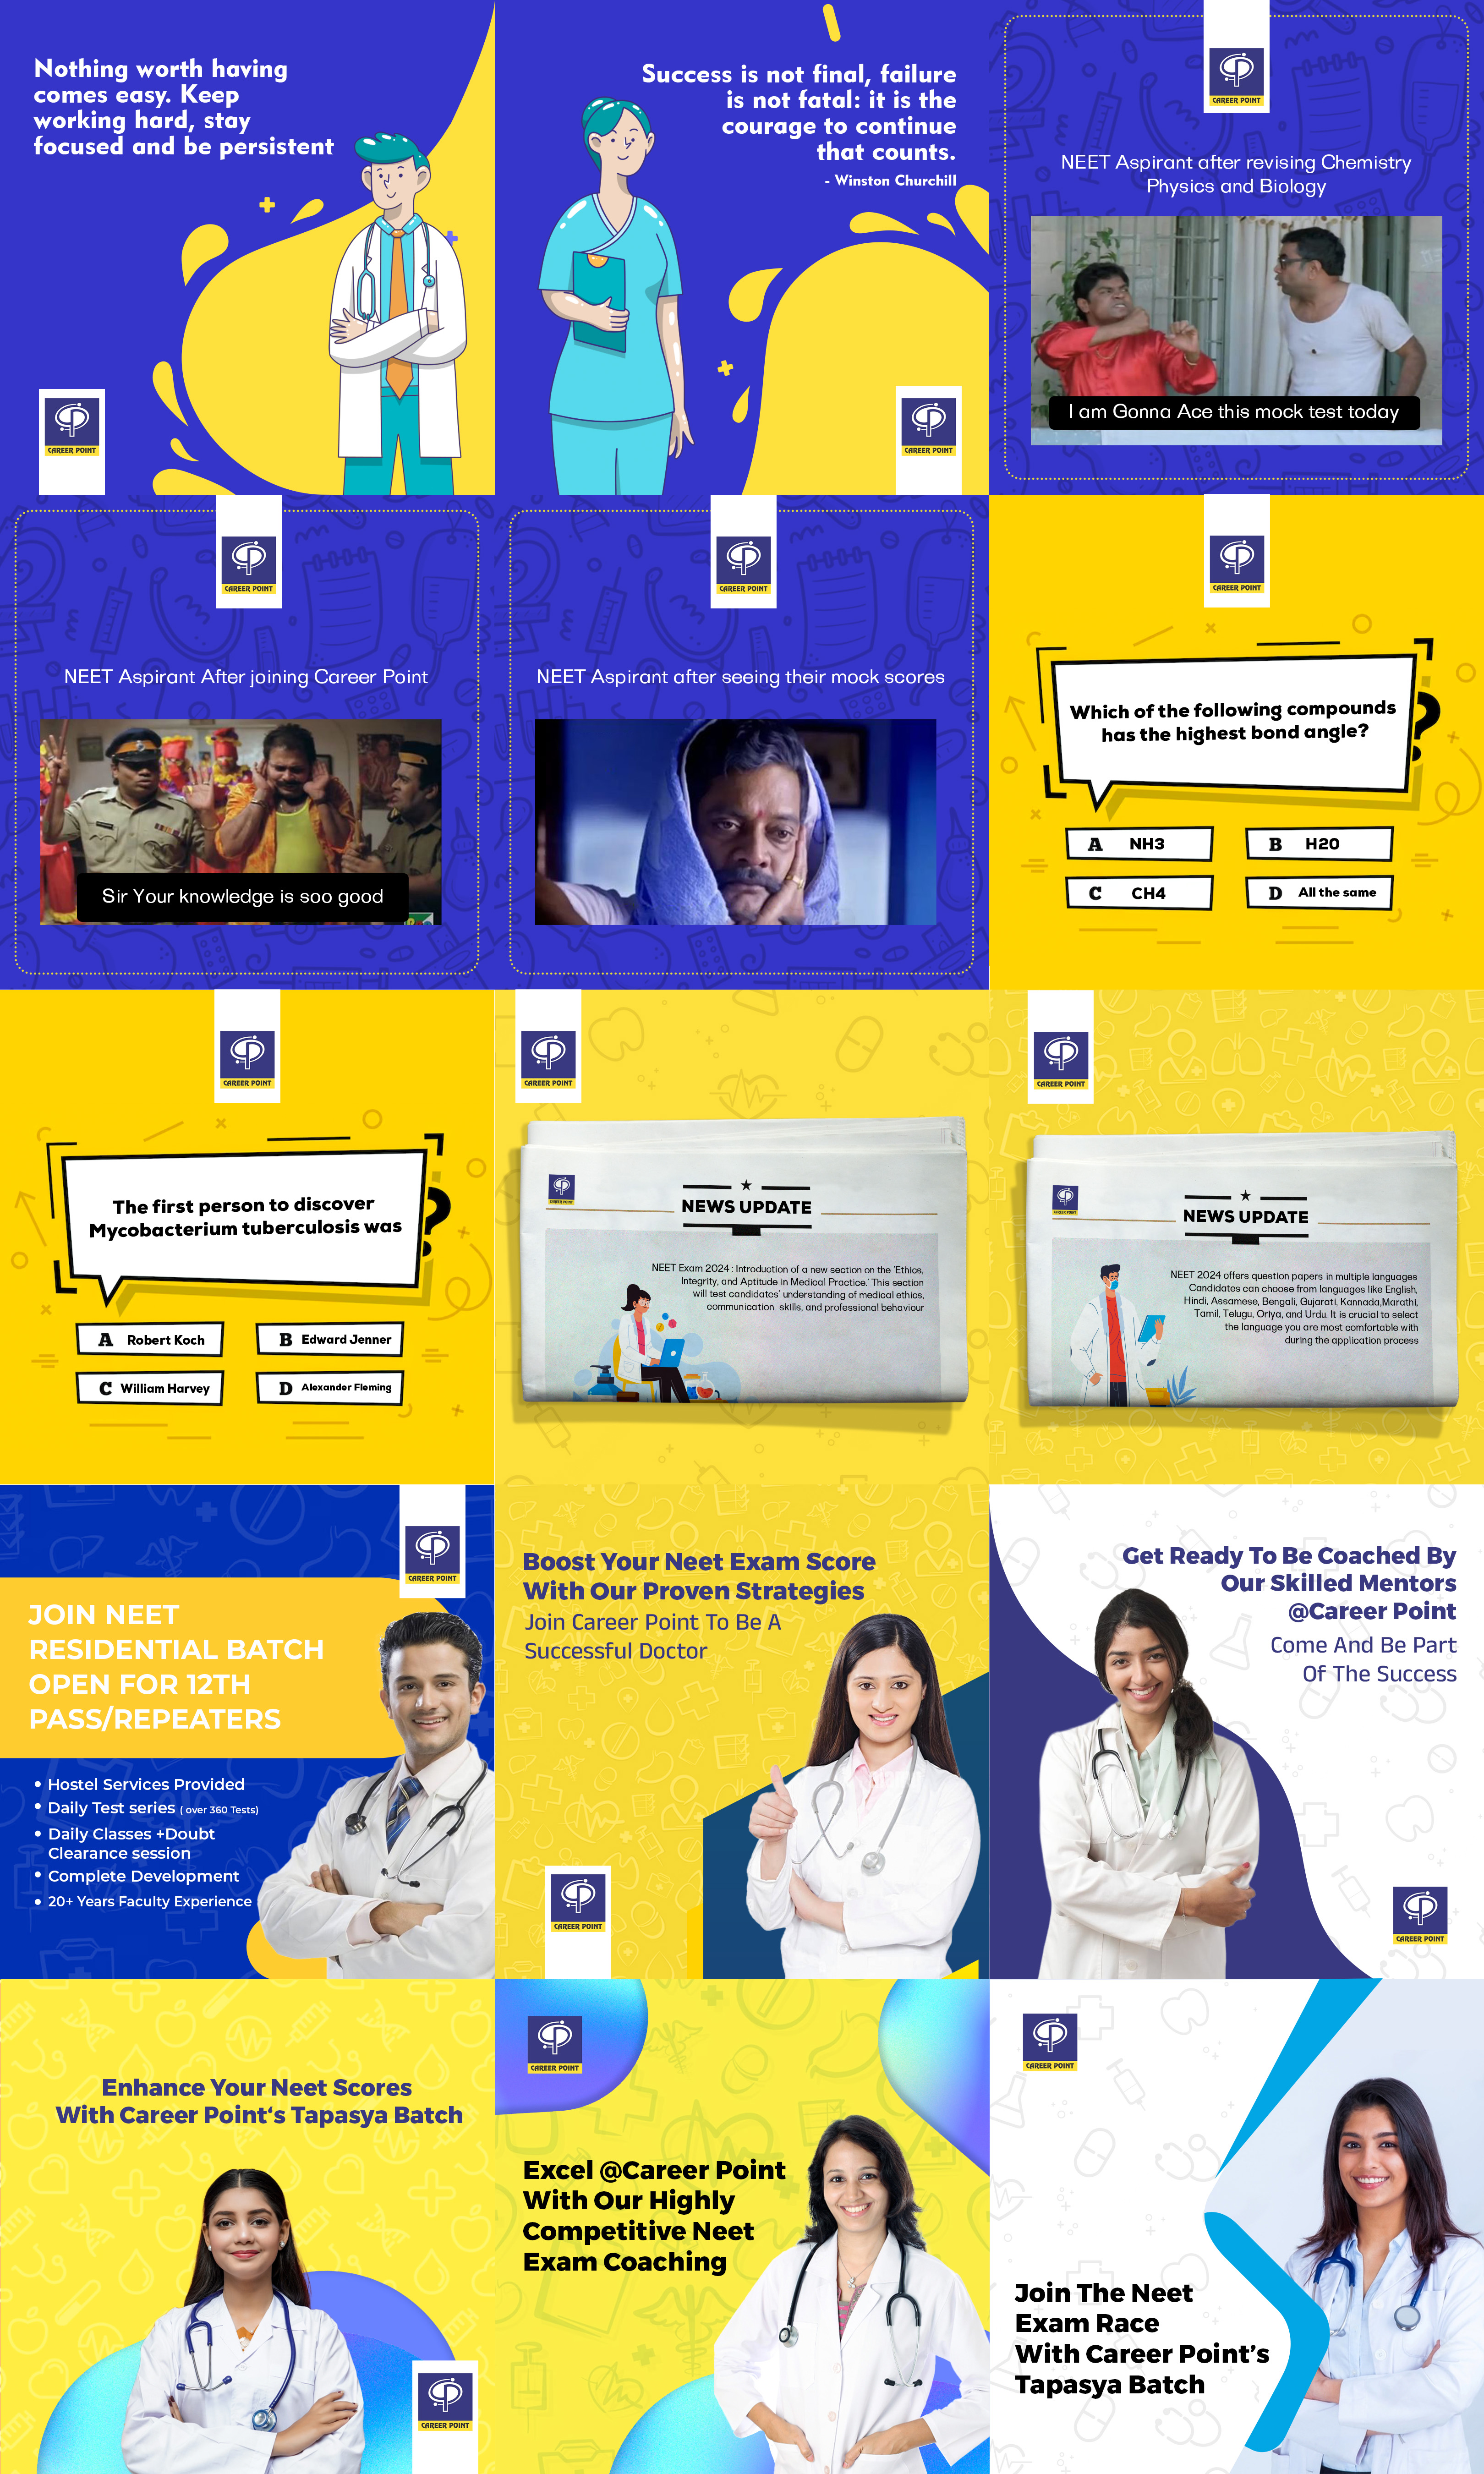 Nothing worth having
comes easy. Keep
working hard, stay
focused and be persistent
CAREER POINT
Success is not final, failure
is not fatal: it is the
courage to continue
that counts.
- Winston Churchill
CAREER POINT
CAREER POINT
NEET Aspirant after revising Chemistry
Physics and Biology
I am Gonna Ace this mock test today
CAREER POINT
NEET Aspirant After joining Career Point
Sir Your knowledge is soo good
CAREER POINT
NEET Aspirant after seeing their mock scores
CAREER POINT
Which of the following compounds
has the highest bond angle?
?
A NH3
B H20
C CH4
D All the same
CAREER POINT
The first person to discover
Mycobacterium tuberculosis was
?
A Robert Koch
B Edward Jenner
C William Harvey
D Alexander Fleming
CAREER POINT
CAREER POINT
NEWS UPDATE
NEET Exam 2024 : Introduction of a new section on the 'Ethics,
Integrity, and Aptitude in Medical Practice.' This section
will test candidates' understanding of medical ethics,
communication skills, and professional behaviour
CAREER POINT
CAREER POINT
NEWS UPDATE
NEET 2024 offers question papers in multiple languages
Candidates can choose from languages like English,
Hindi, Assamese, Bengali, Gujarati, Kannada,Marathi,
Tamil, Telugu, Oriya, and Urdu. It is crucial to select
the language you are most comfortable with
during the application process
CAREER POINT
JOIN NEET
RESIDENTIAL BATCH
OPEN FOR 12TH
PASS/REPEATERS
• Hostel Services Provided
• Daily Test series ( over 360 Tests)
• Daily Classes +Doubt
Clearance session
• Complete Development
• 20+ Years Faculty Experience
Boost Your Neet Exam Score
With Our Proven Strategies
Join Career Point To Be A
Successful Doctor
CAREER POINT
Get Ready To Be Coached By
Our Skilled Mentors
@Career Point
Come And Be Part
Of The Success
CAREER POINT
Enhance Your Neet Scores
With Career Point‘s Tapasya Batch
CAREER POINT
CAREER POINT
Excel @Career Point
With Our Highly
Competitive Neet
Exam Coaching
CAREER POINT
Join The Neet
Exam Race
With Career Point’s
Tapasya Batch